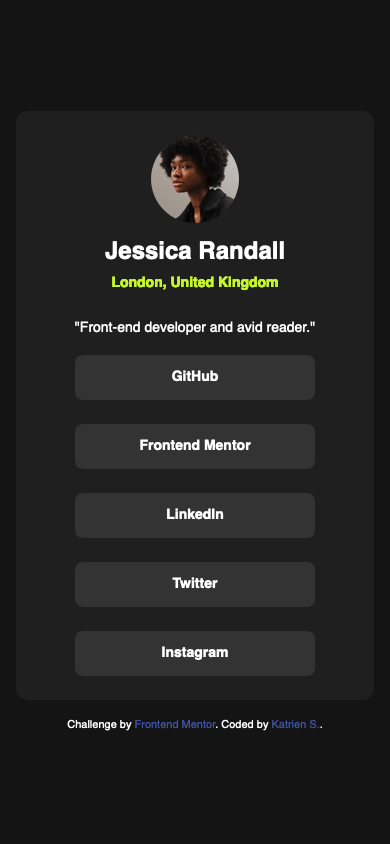 Jessica Randall
London, United Kingdom
"Front-end developer and avid reader."
GitHub
Frontend Mentor
LinkedIn
Twitter
Instagram
Challenge by Frontend Mentor. Coded by Katrien S..